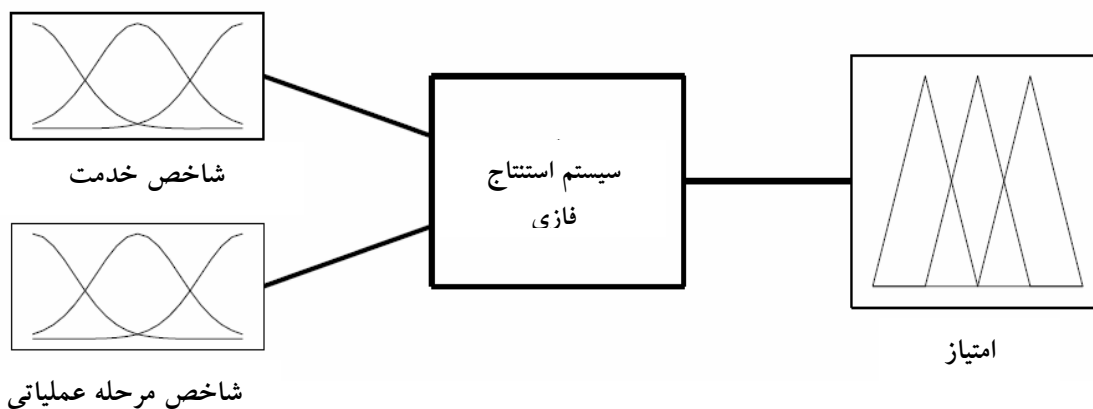 شاخص خدمت
سیستم استنتاج
فازی
امتیاز
شاخص مرحله عملیاتی